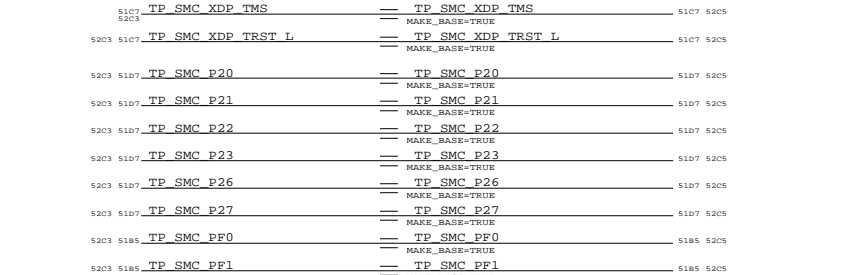 51C7 TP_SMC_XDP_TMS TP_SMC_XDP_TMS 51C7 52C5
52C3
MAKE_BASE=TRUE
52C3 51C7 TP_SMC_XDP_TRST_L TP_SMC_XDP_TRST_L 51C7 52C5
MAKE_BASE=TRUE
52C3 51D7 TP_SMC_P20 TP_SMC_P20 51D7 52C5
MAKE_BASE=TRUE
52C3 51D7 TP_SMC_P21 TP_SMC_P21 51D7 52C5
MAKE_BASE=TRUE
52C3 51D7 TP_SMC_P22 TP_SMC_P22 51D7 52C5
MAKE_BASE=TRUE
52C3 51D7 TP_SMC_P23 TP_SMC_P23 51D7 52C5
MAKE_BASE=TRUE
52C3 51D7 TP_SMC_P26 TP_SMC_P26 51D7 52C5
MAKE_BASE=TRUE
52C3 51D7 TP_SMC_P27 TP_SMC_P27 51D7 52C5
MAKE_BASE=TRUE
52C3 51B5 TP_SMC_PF0 TP_SMC_PF0 51B5 52C5
MAKE_BASE=TRUE
52C3 51B5 TP_SMC_PF1 TP_SMC_PF1 51B5 52C5